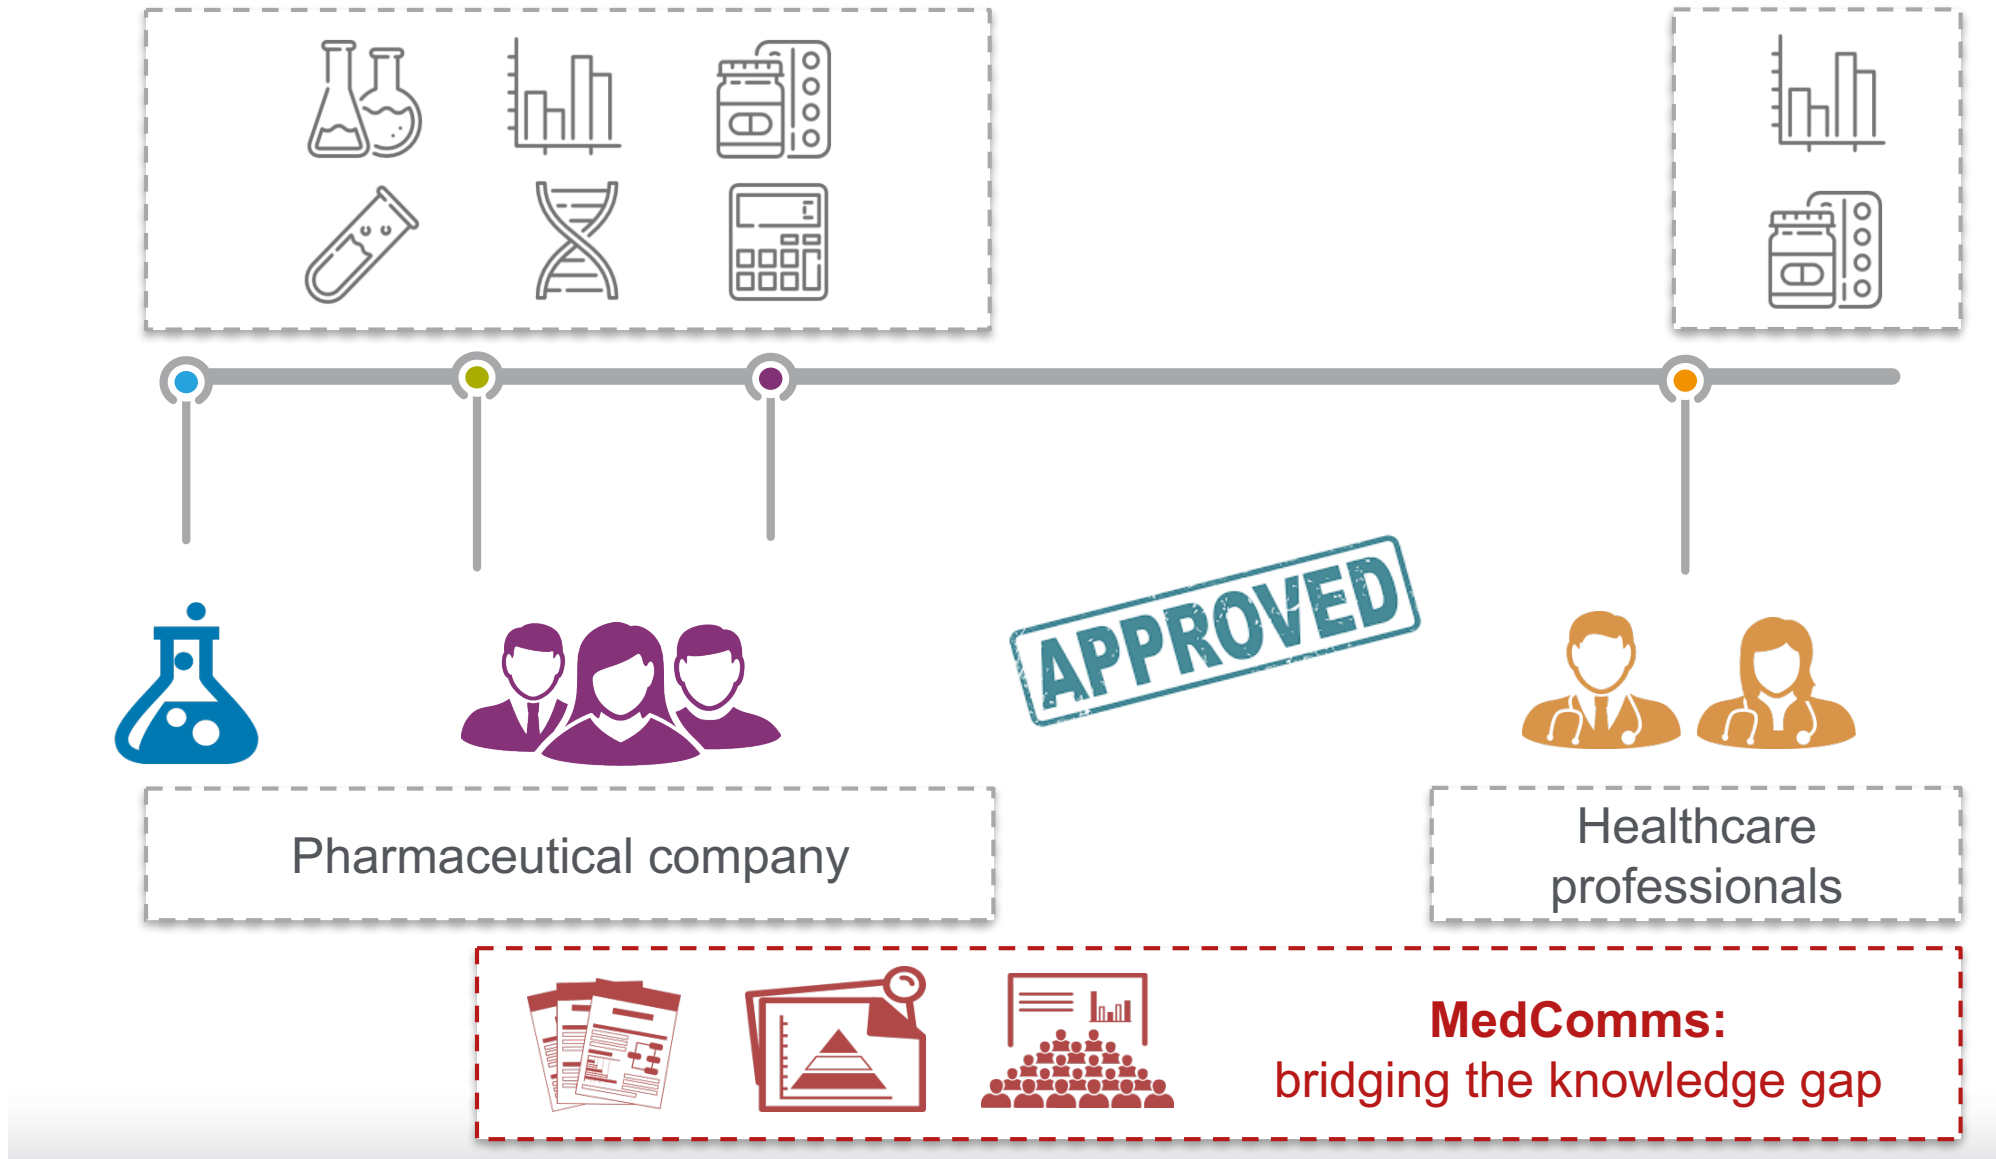 APPROVED
Pharmaceutical company
Healthcare
professionals
MedComms:
bridging the knowledge gap